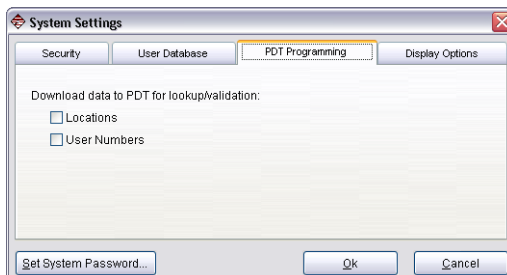 System Settings
Security User Database PDT Programming Display Options
Download data to PDT for lookup/validation:
Locations
User Numbers
Set System Password... Ok Cancel